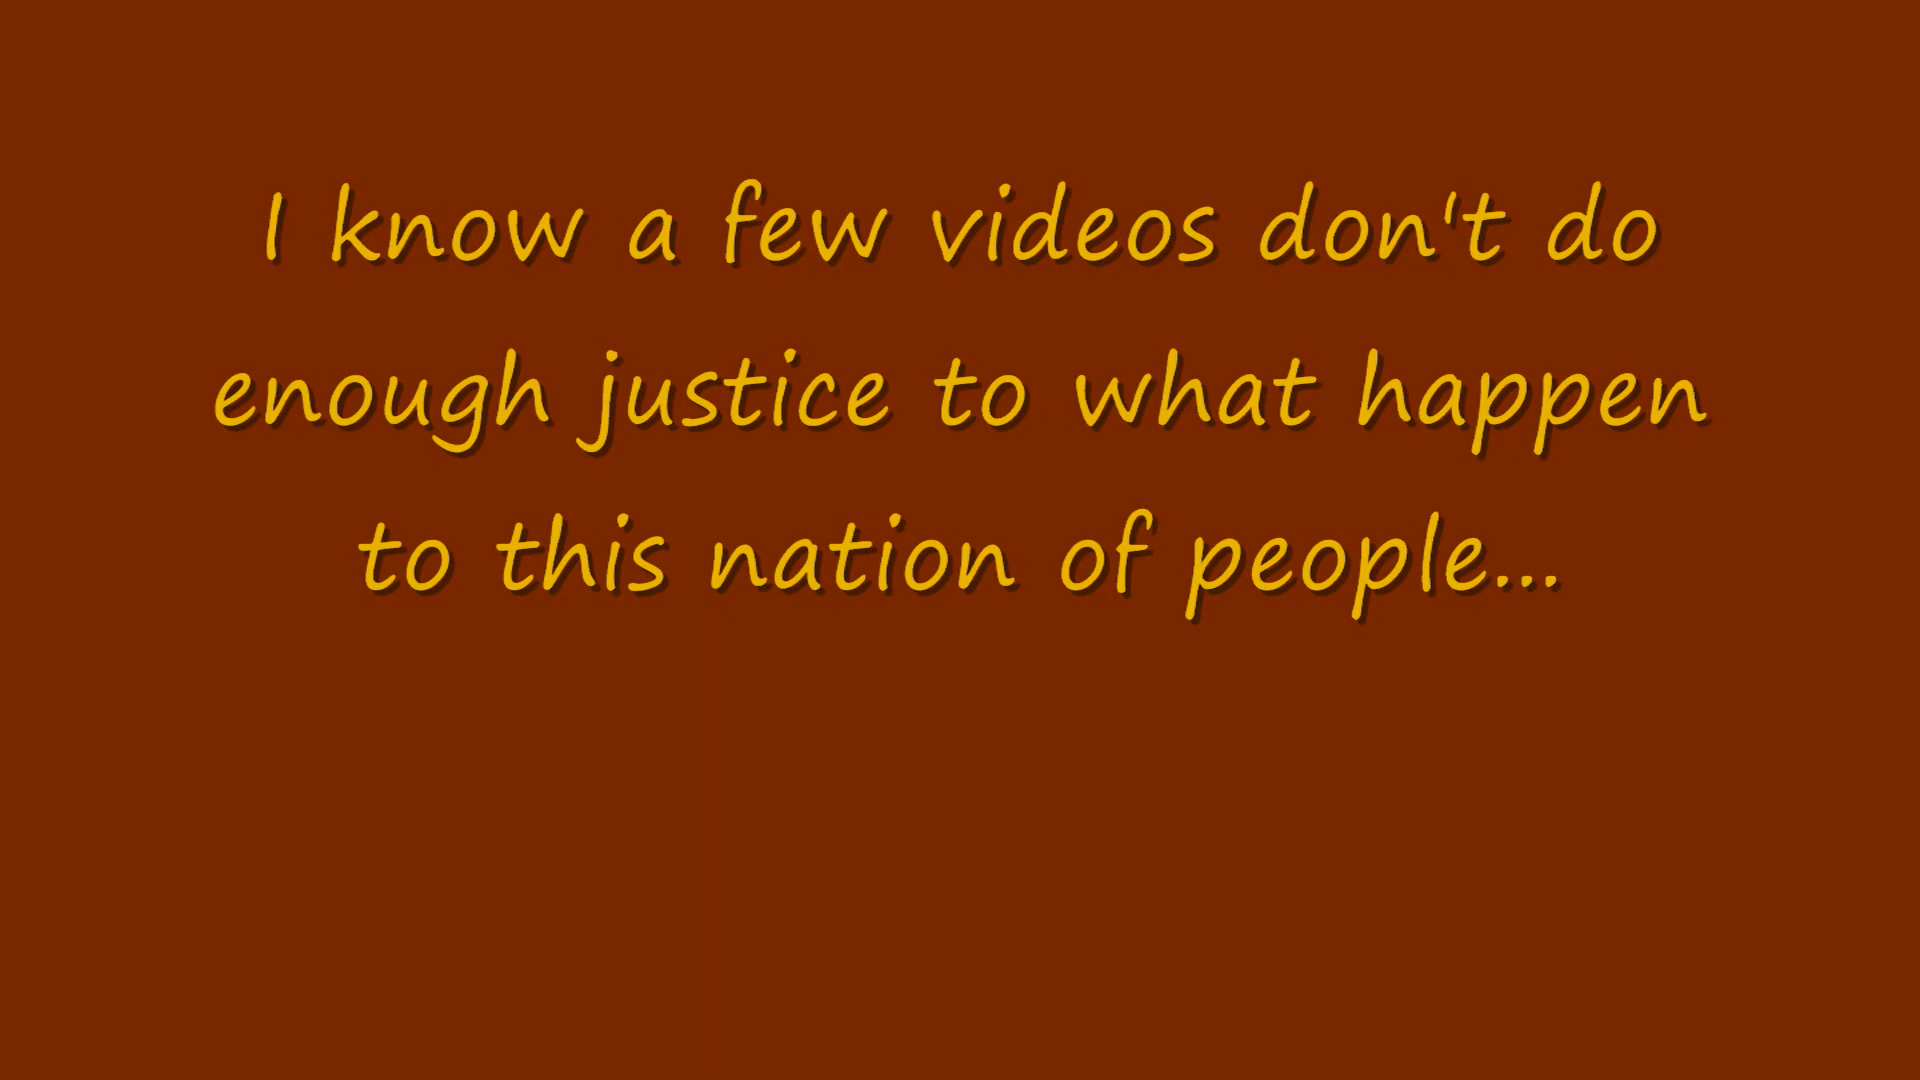 I know a few videos don't do
enough justice to what happen
to this nation of people...